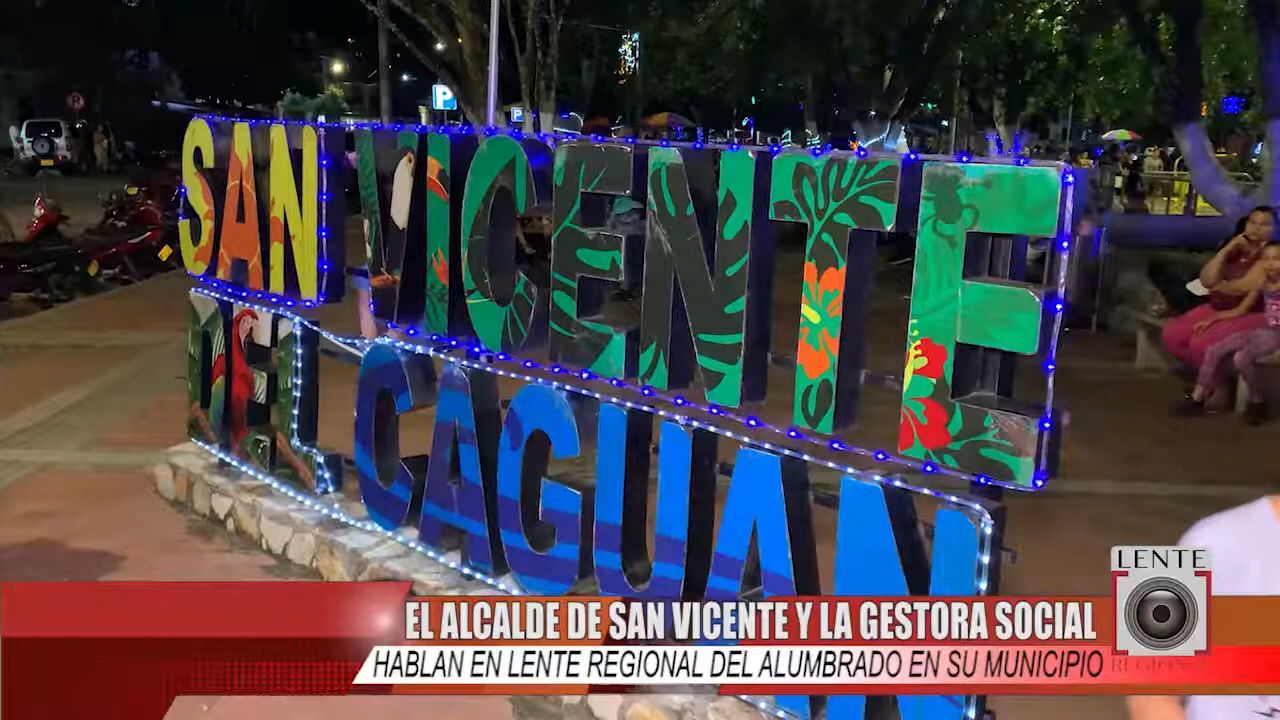 P
P
SAN VICENTE
DEL CAGUAN
LENTE
REGIONAL
EL ALCALDE DE SAN VICENTE Y LA GESTORA SOCIAL
HABLAN EN LENTE REGIONAL DEL ALUMBRADO EN SU MUNICIPIO